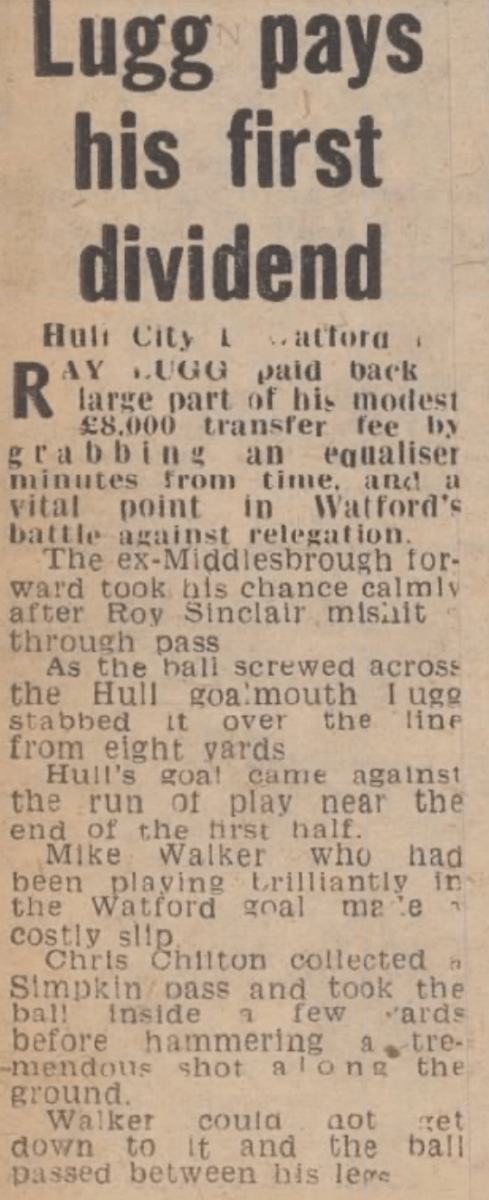 Lugg pays
his first
dividend
Hull City 1 Watford 1
RAY LUGG paid back
large part of his modest
£8,000 transfer fee by
grabbing an equaliser
minutes from time, and a
vital point in Watford's
battle against relegation.
The ex-Middlesbrough for-
ward took his chance calmly
after Roy Sinclair mishit
through pass
As the ball screwed across
the Hull goalmouth Lugg
stabbed it over the line
from eight yards
Hull's goal came against
the run of play near the
end of the first half.
Mike Walker who had
been playing brilliantly in
the Watford goal made a
costly slip
Chris Chilton collected a
Simpkin pass and took the
ball inside a few yards
before hammering a tre-
mendous shot along the
ground.
Walker could not get
down to it and the ball
passed between his legs